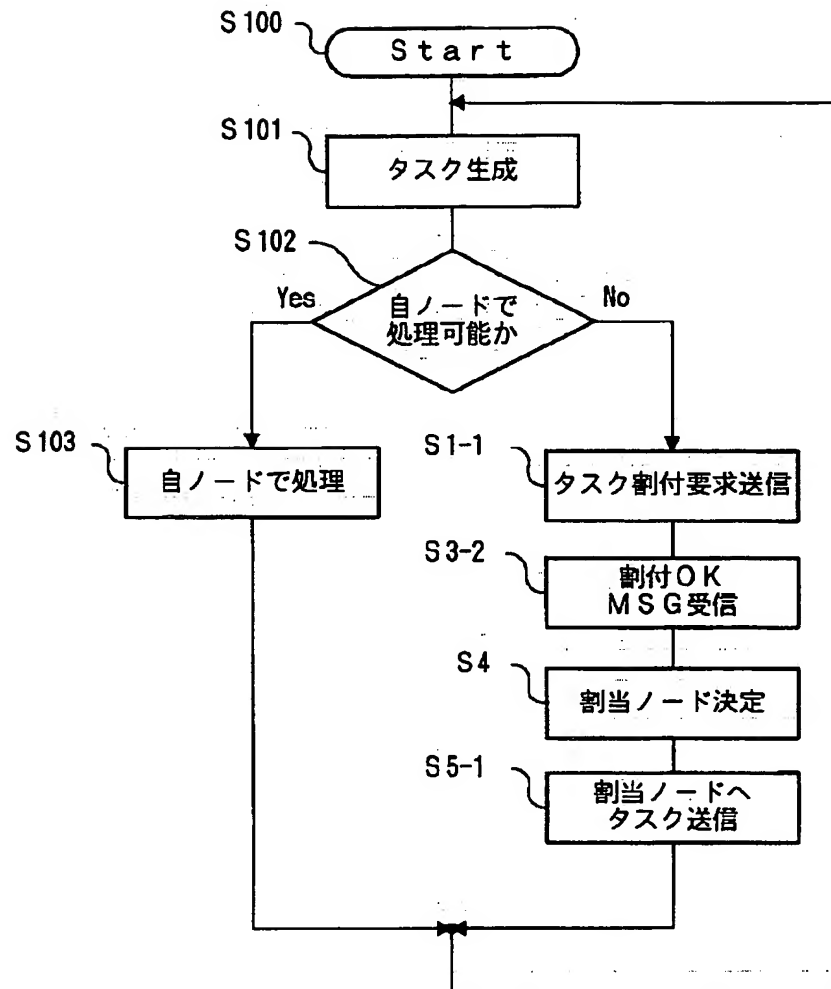 S100
Start
S101
タスク生成
S102
Yes
自ノードで
処理可能か
No
S103
自ノードで処理
S1-1
タスク割付要求送信
S3-2
割付OK
MSG受信
S4
割当ノード決定
S5-1
割当ノードへ
タスク送信